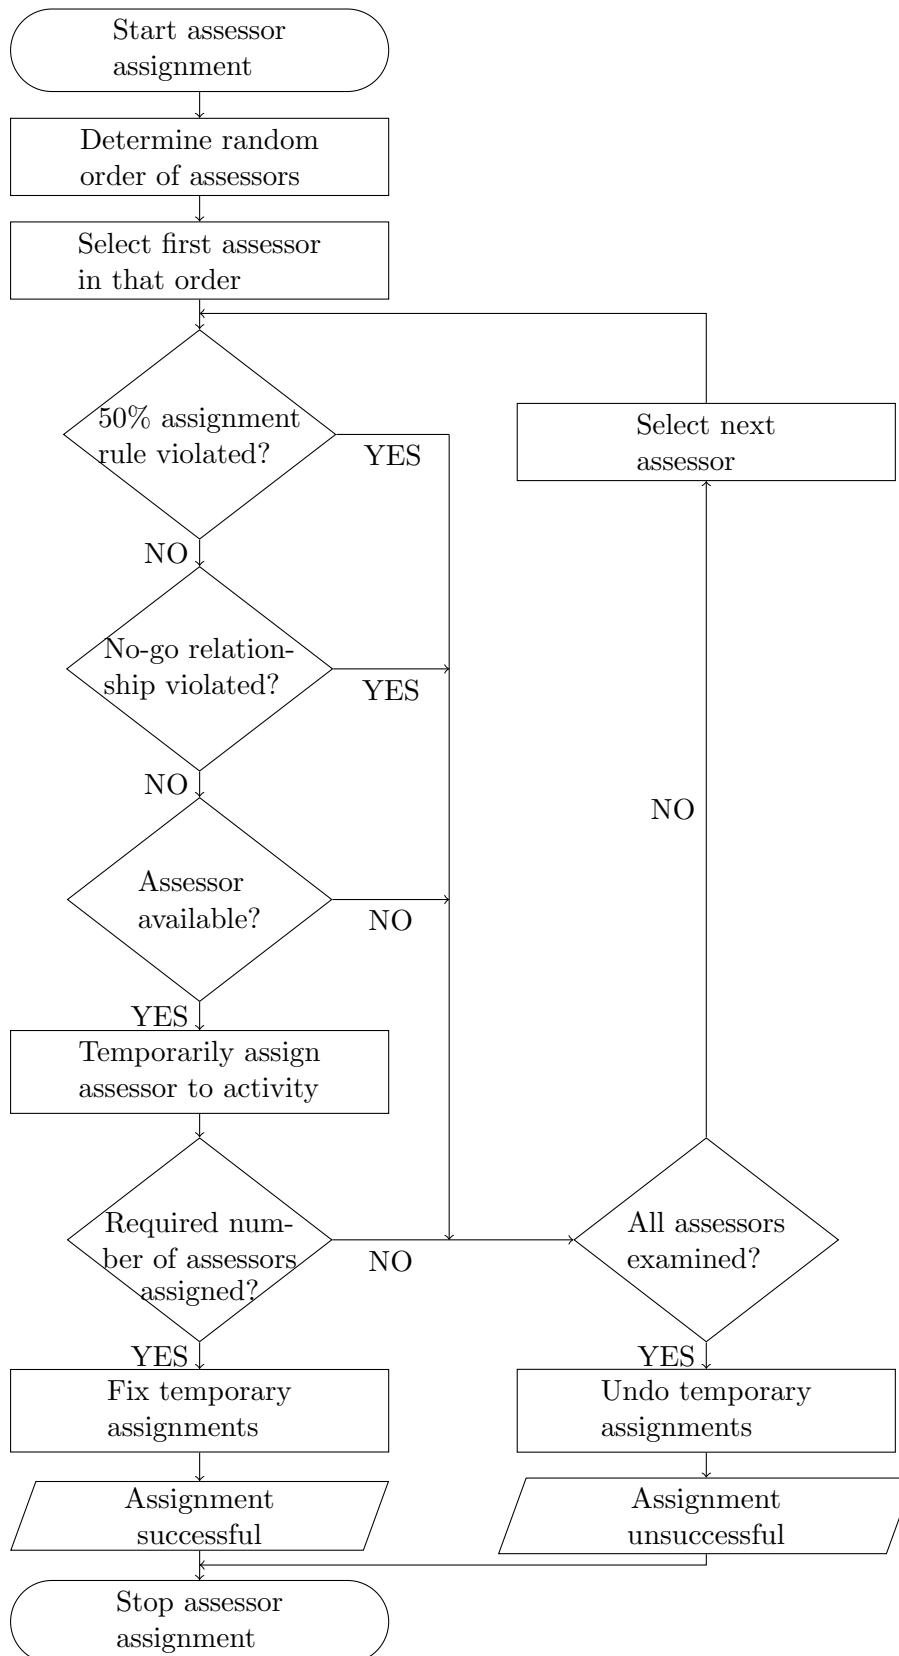 Start assessor
assignment
Determine random
order of assessors
Select first assessor
in that order
50% assignment
rule violated?
YES
Select next
assessor
NO
No-go relation-
ship violated?
YES
NO
NO
Assessor
available?
NO
YES
Temporarily assign
assessor to activity
Required num-
ber of assessors
assigned?
NO
All assessors
examined?
YES
YES
Fix temporary
assignments
Undo temporary
assignments
Assignment
successful
Assignment
unsuccessful
Stop assessor
assignment